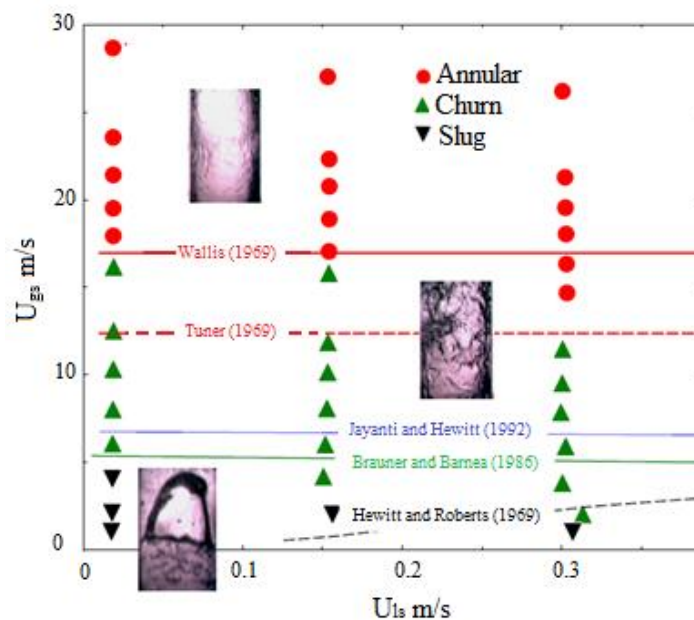 30
Annular
Churn
Slug
20
Wallis (1969)
U_gs m/s
Tuner (1969)
10
Jayanti and Hewitt (1992)
Brauner and Barnea (1986)
Hewitt and Roberts (1969)
0
0 0.1 0.2 0.3
U_ls m/s